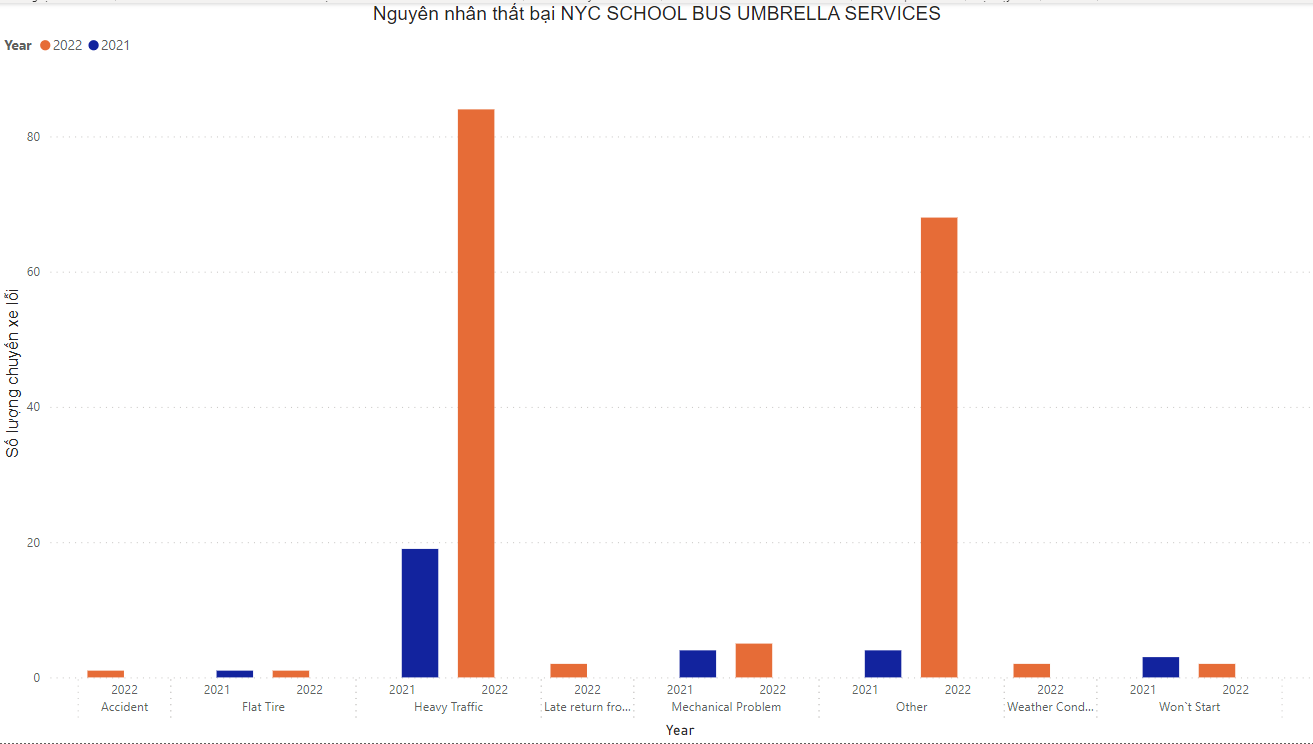 Nguyên nhân thất bại NYC SCHOOL BUS UMBRELLA SERVICES
Year 2022 2021
80
60
40
20
0
Số lượng chuyến xe lỗi
2022 2021 2022 2021 2022 2022 2021 2022 2021 2022 2022 2021 2022
Accident Flat Tire Heavy Traffic Late return fro... Mechanical Problem Other Weather Cond... Won`t Start
Year